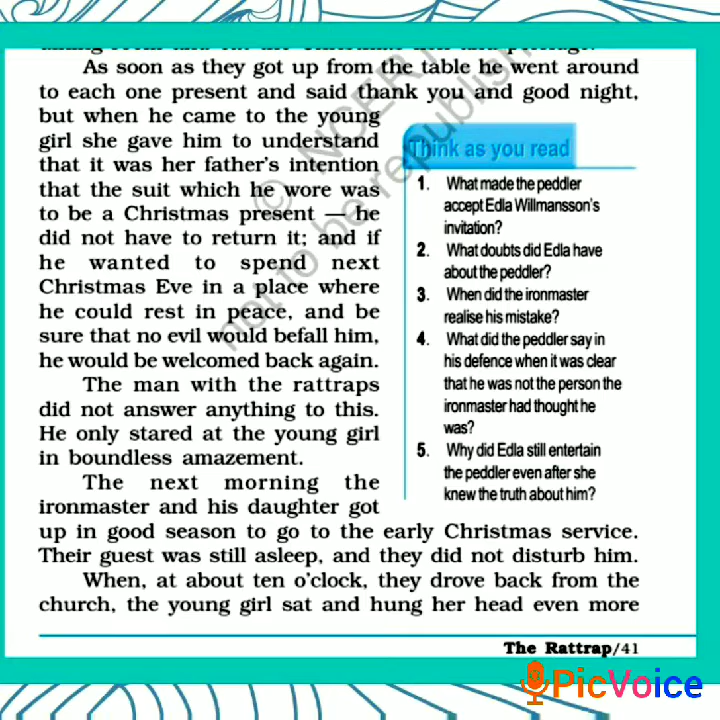 As soon as they got up from the table he went around
to each one present and said thank you and good night,
but when he came to the young
girl she gave him to understand
that it was her father's intention
that the suit which he wore was
to be a Christmas present — he
did not have to return it; and if
he wanted to spend next
Christmas Eve in a place where
he could rest in peace, and be
sure that no evil would befall him,
he would be welcomed back again.
The man with the rattraps
did not answer anything to this.
He only stared at the young girl
in boundless amazement.
The next morning the
ironmaster and his daughter got
Think as you read
1. What made the peddler
accept Edla Willmansson's
invitation?
2. What doubts did Edla have
about the peddler?
3. When did the ironmaster
realise his mistake?
4. What did the peddler say in
his defence when it was clear
that he was not the person the
ironmaster had thought he
was?
5. Why did Edla still entertain
the peddler even after she
knew the truth about him?
up in good season to go to the early Christmas service.
Their guest was still asleep, and they did not disturb him.
When, at about ten o'clock, they drove back from the
church, the young girl sat and hung her head even more
The Rattrap/41
PicVoice
© NCERT
not to be republish